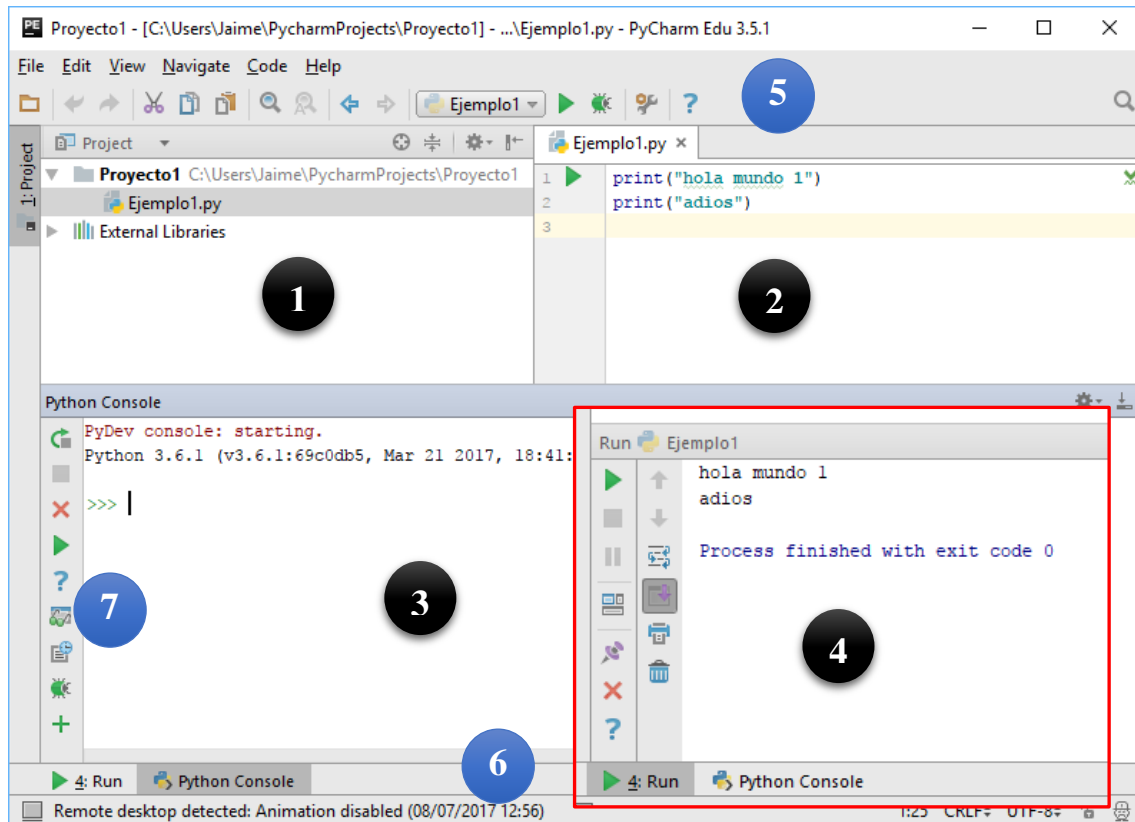 PE Proyecto1 - [C:\Users\Jaime\PycharmProjects\Proyecto1] - ...\Ejemplo1.py - PyCharm Edu 3.5.1
File Edit View Navigate Code Help
Ejemplo1
?
5
1: Project
Project
Ejemplo1.py
Proyecto1 C:\Users\Jaime\PycharmProjects\Proyecto1
Ejemplo1.py
External Libraries
1
1 print("hola mundo 1")
2 print("adios")
3
2
Python Console
PyDev console: starting.
Python 3.6.1 (v3.6.1:69c0db5, Mar 21 2017, 18:41:
>>>
?
7
3
Run Ejemplo1
hola mundo 1
adios
Process finished with exit code 0
?
4
4: Run Python Console
6
4: Run Python Console
Remote desktop detected: Animation disabled (08/07/2017 12:56)
1:25 CRLF UTF-8